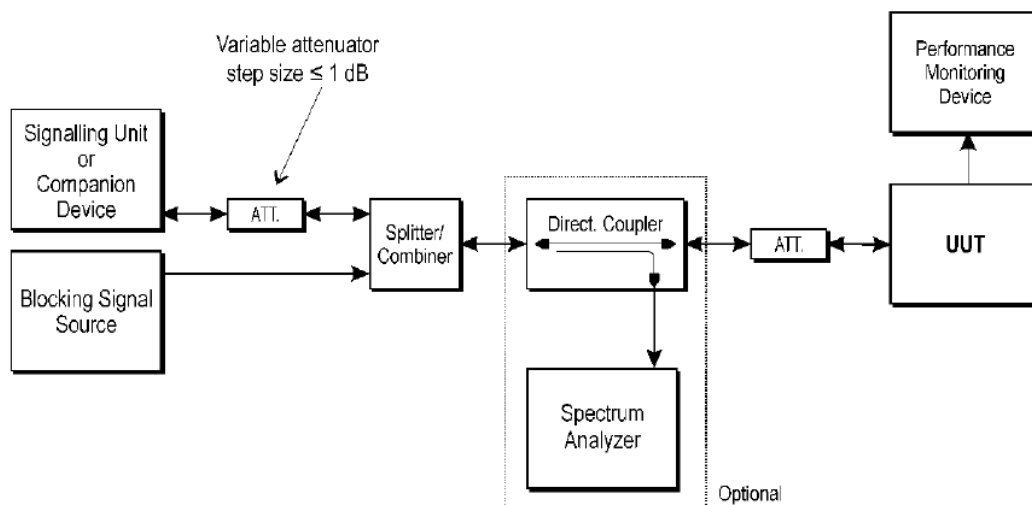 Variable attenuator
step size ≤ 1 dB
Performance
Monitoring
Device
Signalling Unit
or
Companion
Device
ATT.
Splitter/
Combiner
Direct. Coupler
ATT.
UUT
Blocking Signal
Source
Spectrum
Analyzer
Optional